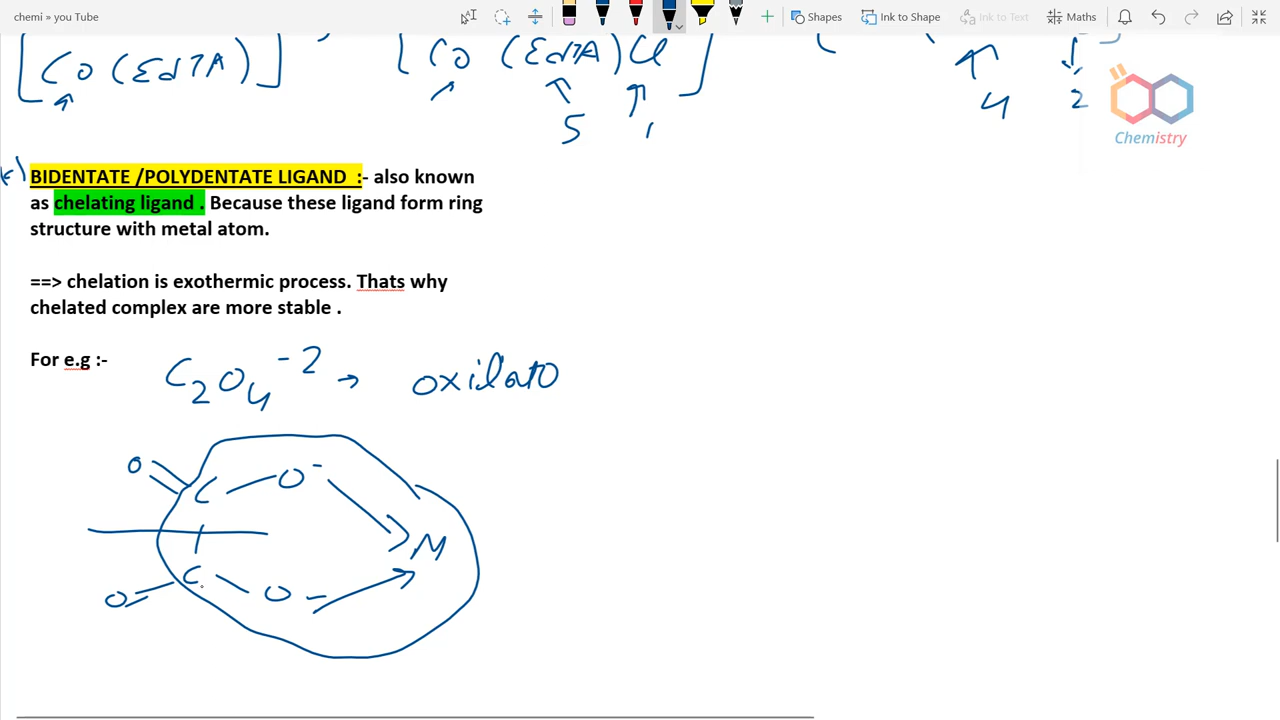 chemi » you Tube
Shapes
Ink to Shape
Ink to Text
Maths
[Co (EdTA)]
[Co (EdTA) Cl]
4
2
5
1
Chemistry
BIDENTATE /POLYDENTATE LIGAND :- also known
as chelating ligand . Because these ligand form ring
structure with metal atom.
==> chelation is exothermic process. Thats why
chelated complex are more stable .
For e.g :-
C2O4 -2 → oxilato
O
C
O -
M
C
O
O -